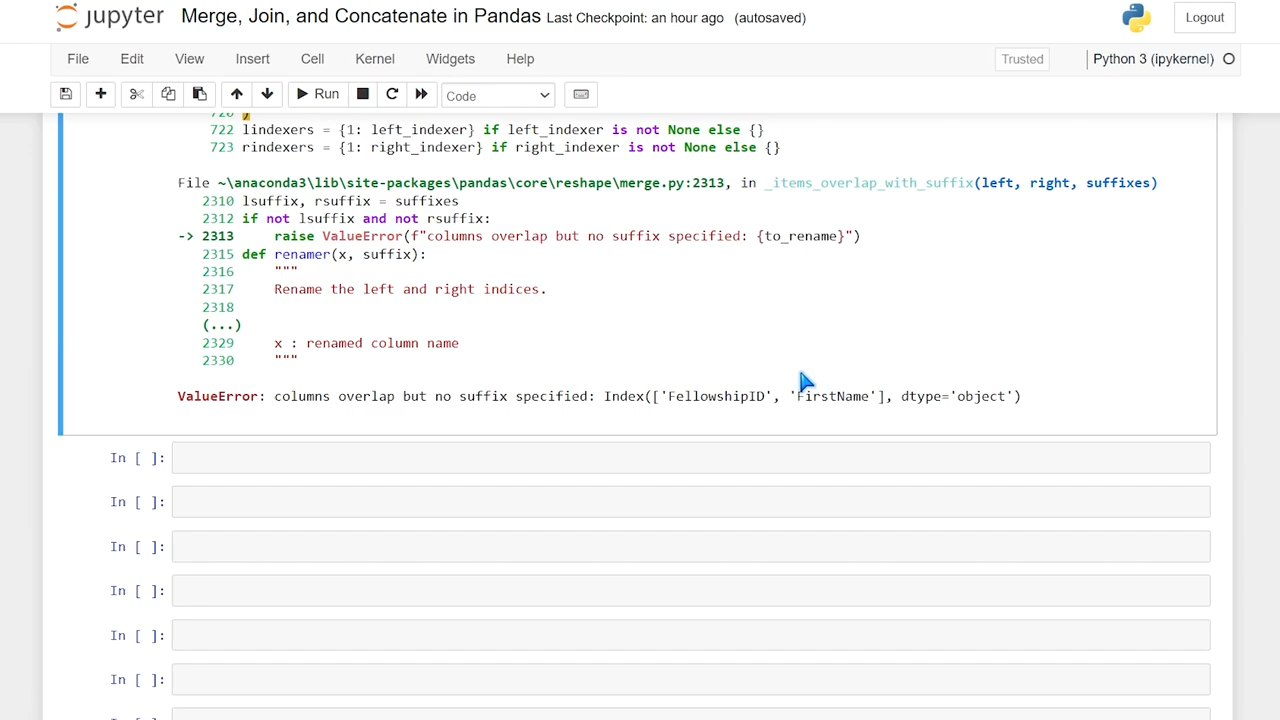 jupyter Merge, Join, and Concatenate in Pandas Last Checkpoint: an hour ago (autosaved) Logout
File Edit View Insert Cell Kernel Widgets Help Trusted Python 3 (ipykernel)
Run Code
720 )
722 lindexers = {1: left_indexer} if left_indexer is not None else {}
723 rindexers = {1: right_indexer} if right_indexer is not None else {}
File ~\anaconda3\lib\site-packages\pandas\core\reshape\merge.py:2313, in _items_overlap_with_suffix(left, right, suffixes)
2310 lsuffix, rsuffix = suffixes
2312 if not lsuffix and not rsuffix:
-> 2313 raise ValueError(f"columns overlap but no suffix specified: {to_rename}")
2315 def renamer(x, suffix):
2316 """
2317 Rename the left and right indices.
2318
(...)
2329 x : renamed column name
2330 """
ValueError: columns overlap but no suffix specified: Index(['FellowshipID', 'FirstName'], dtype='object')
In [ ]:
In [ ]:
In [ ]:
In [ ]:
In [ ]:
In [ ]: